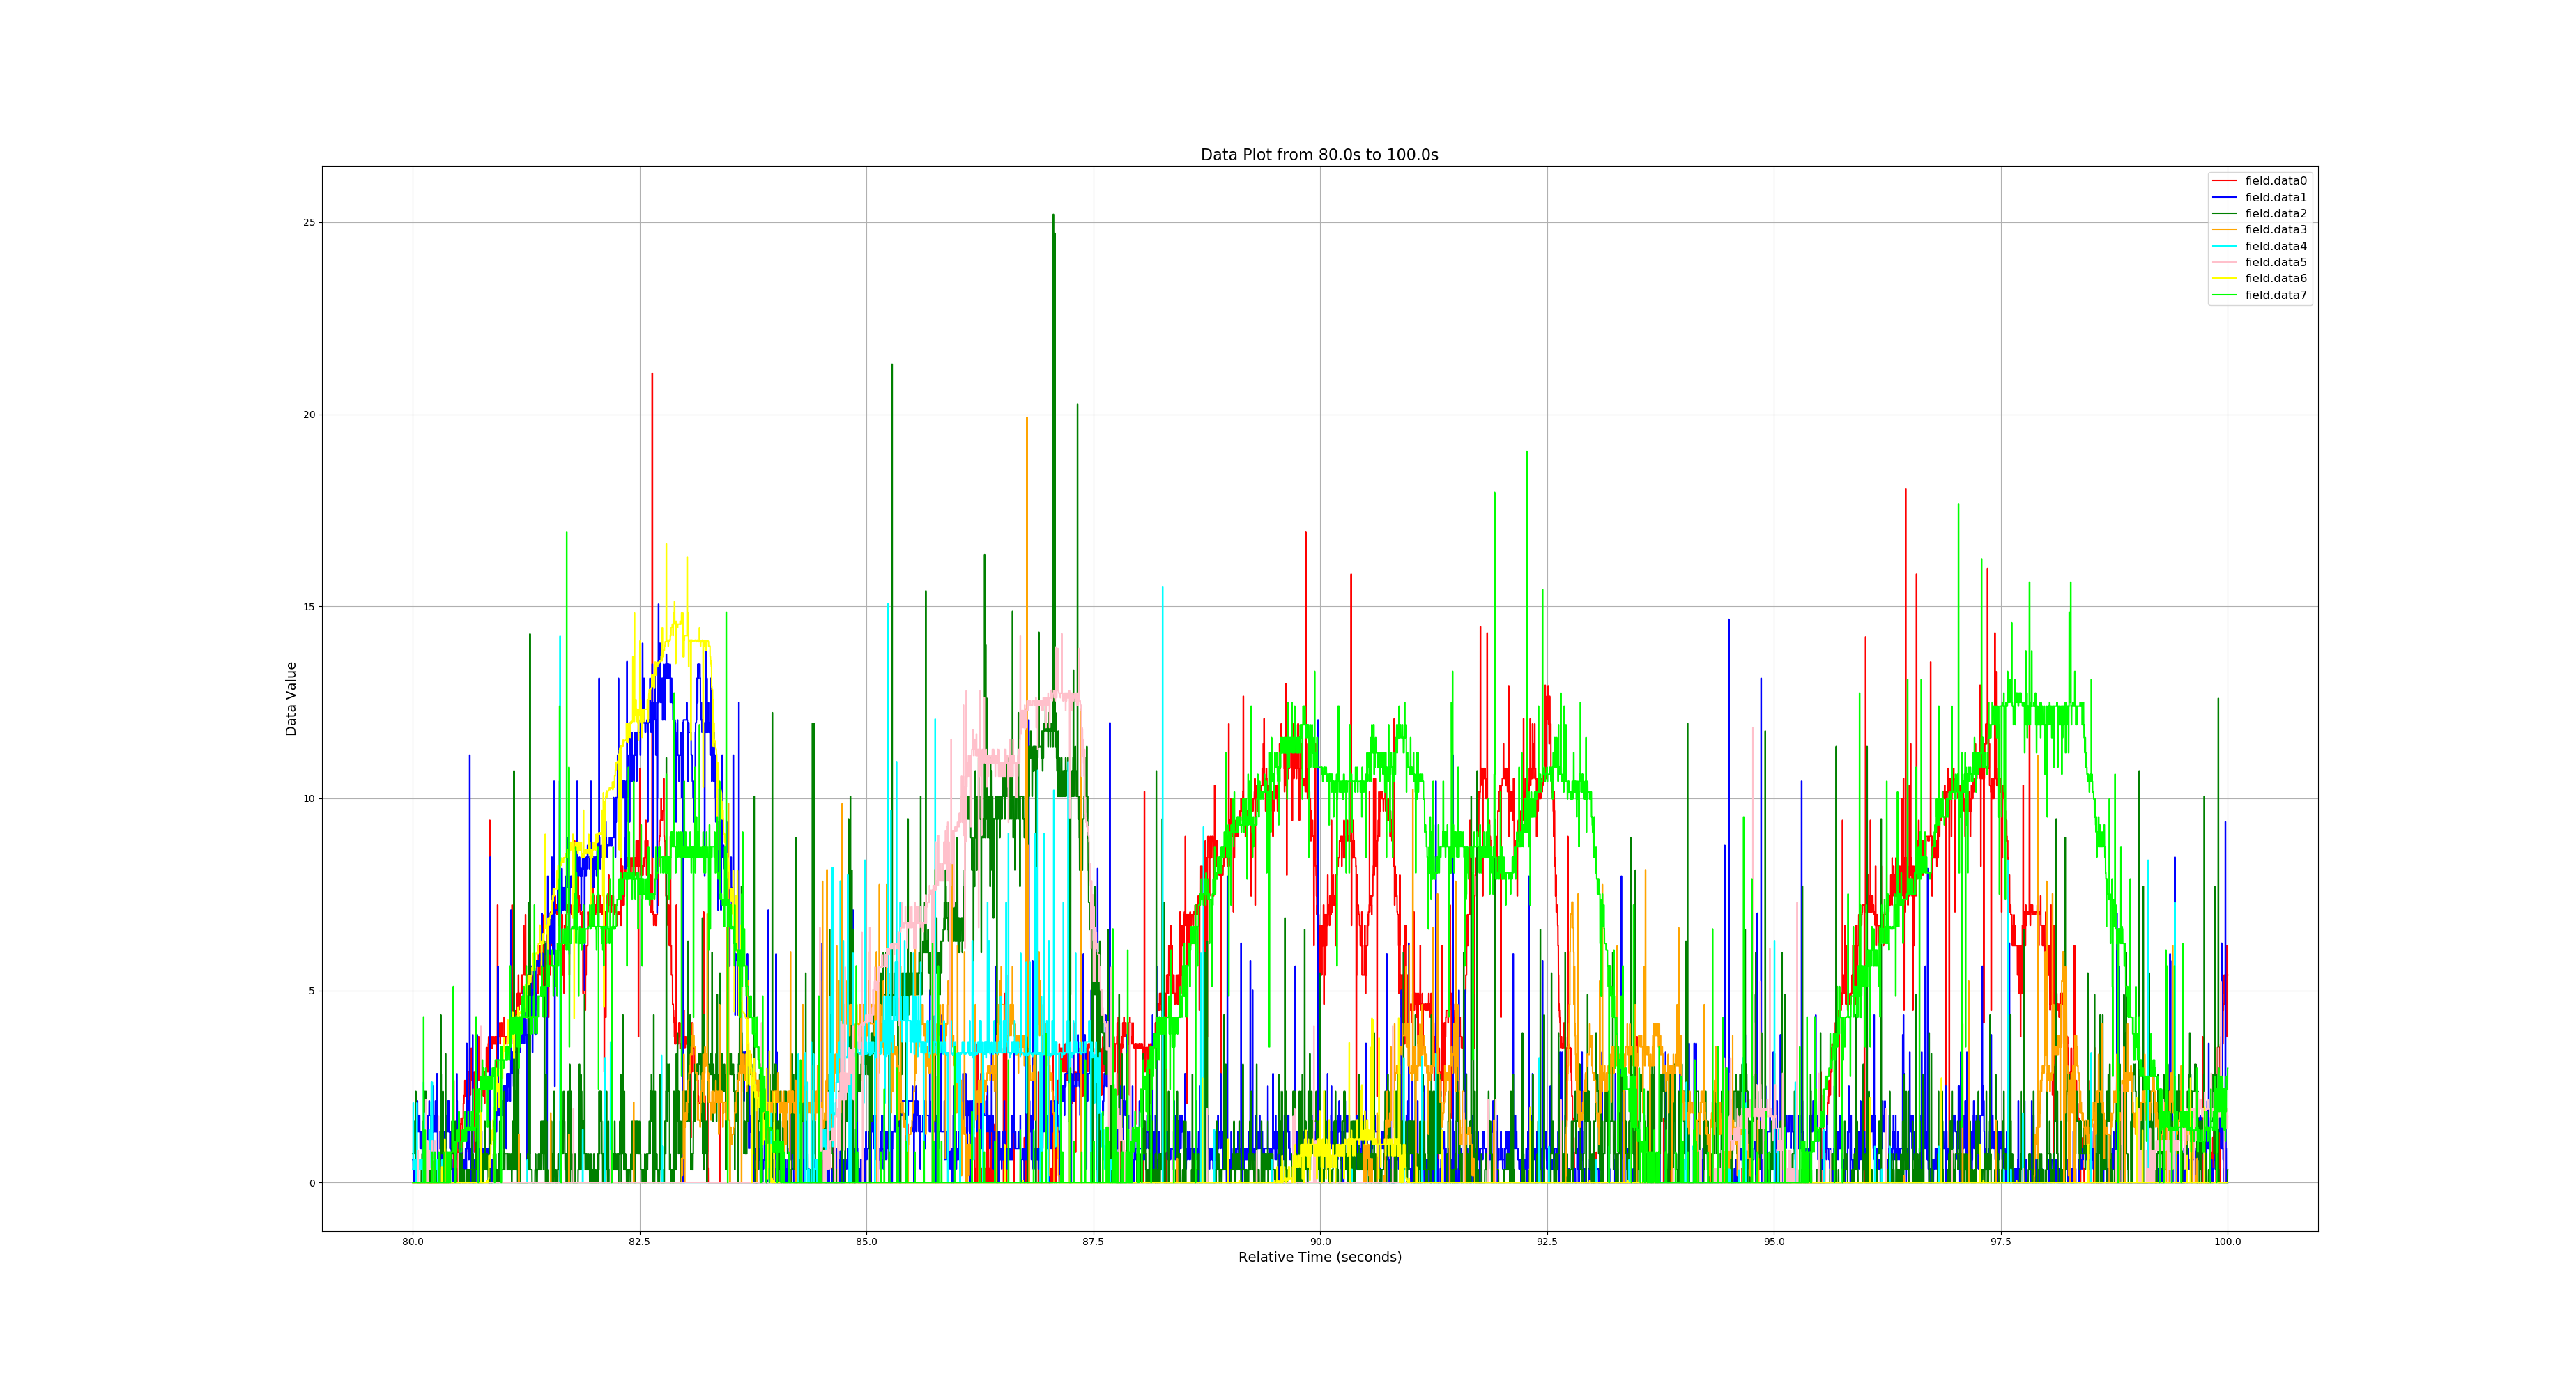 Data Plot from 80.0s to 100.0s
field.data0
field.data1
field.data2
field.data3
field.data4
field.data5
field.data6
field.data7
25
20
15
10
5
0
Data Value
80.0 82.5 85.0 87.5 90.0 92.5 95.0 97.5 100.0
Relative Time (seconds)